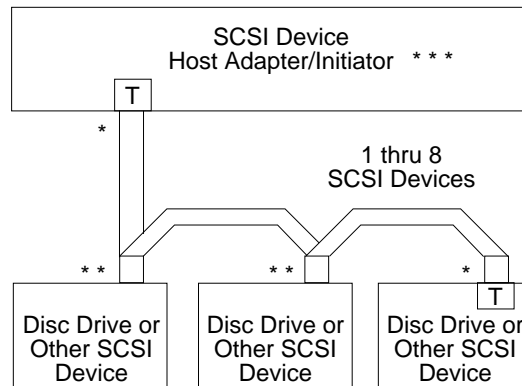 SCSI Device
Host Adapter/Initiator * * *
T
*
1 thru 8
SCSI Devices
* *
* *
*
T
Disc Drive or
Other SCSI
Device
Disc Drive or
Other SCSI
Device
Disc Drive or
Other SCSI
Device